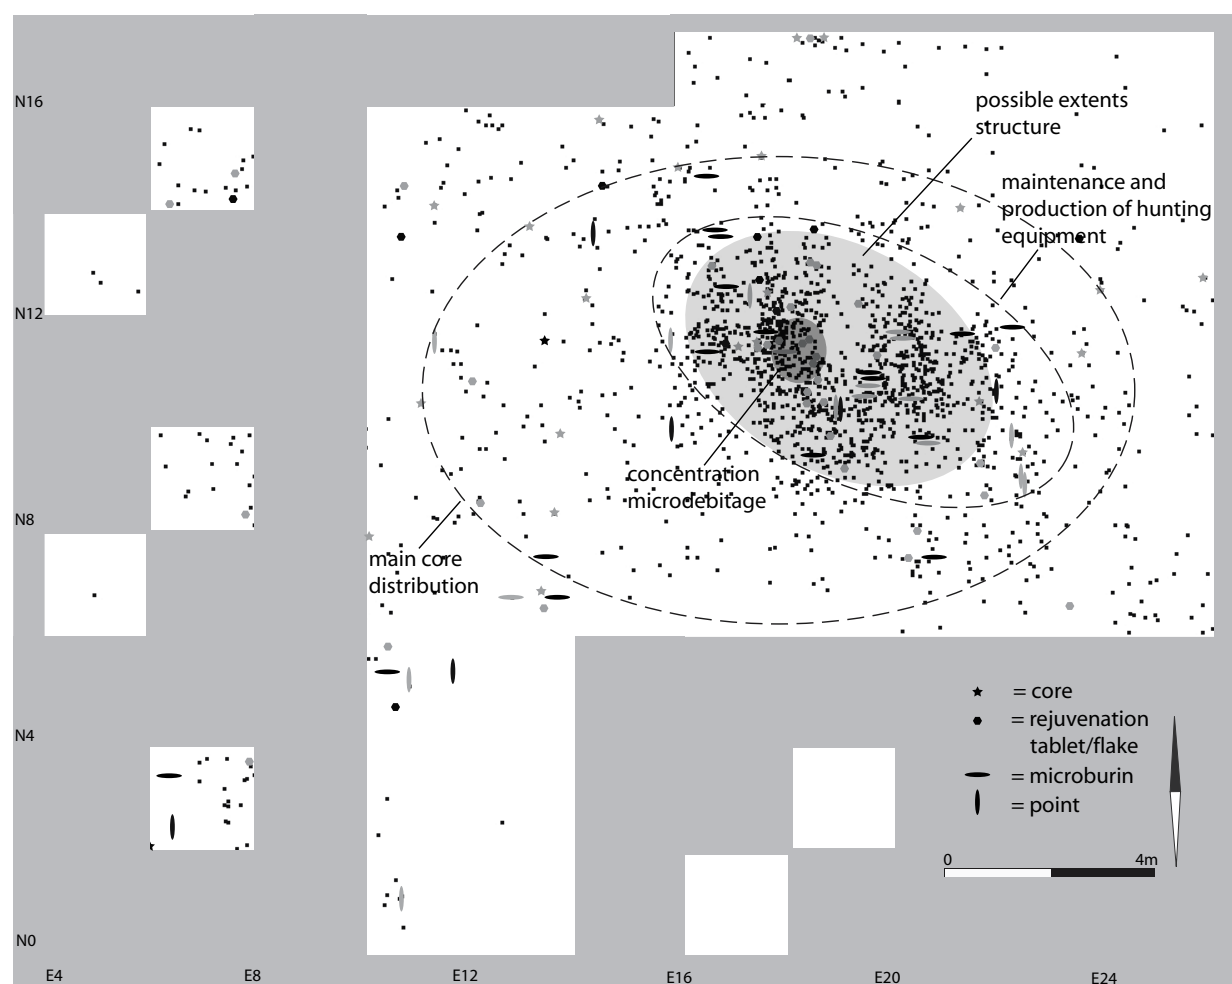 N16
possible extents
structure
maintenance and
production of hunting
equipment
N12
concentration
microdebitage
N8
main core
distribution
= core
= rejuvenation
tablet/flake
N4
= microburin
= point
0 4m
N0
E4 E8 E12 E16 E20 E24